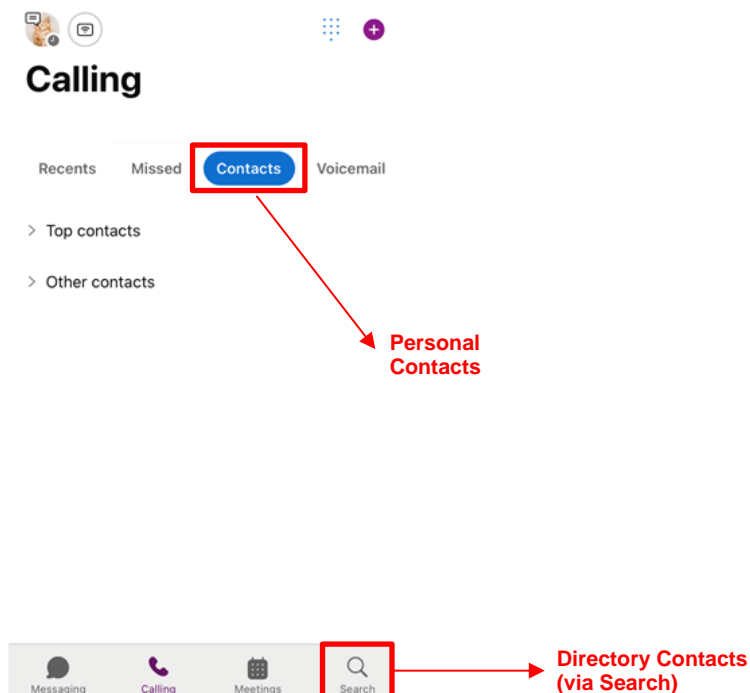 Calling
Recents Missed Contacts Voicemail
> Top contacts
> Other contacts
Personal
Contacts
Messaging Calling Meetings Search
Directory Contacts
(via Search)